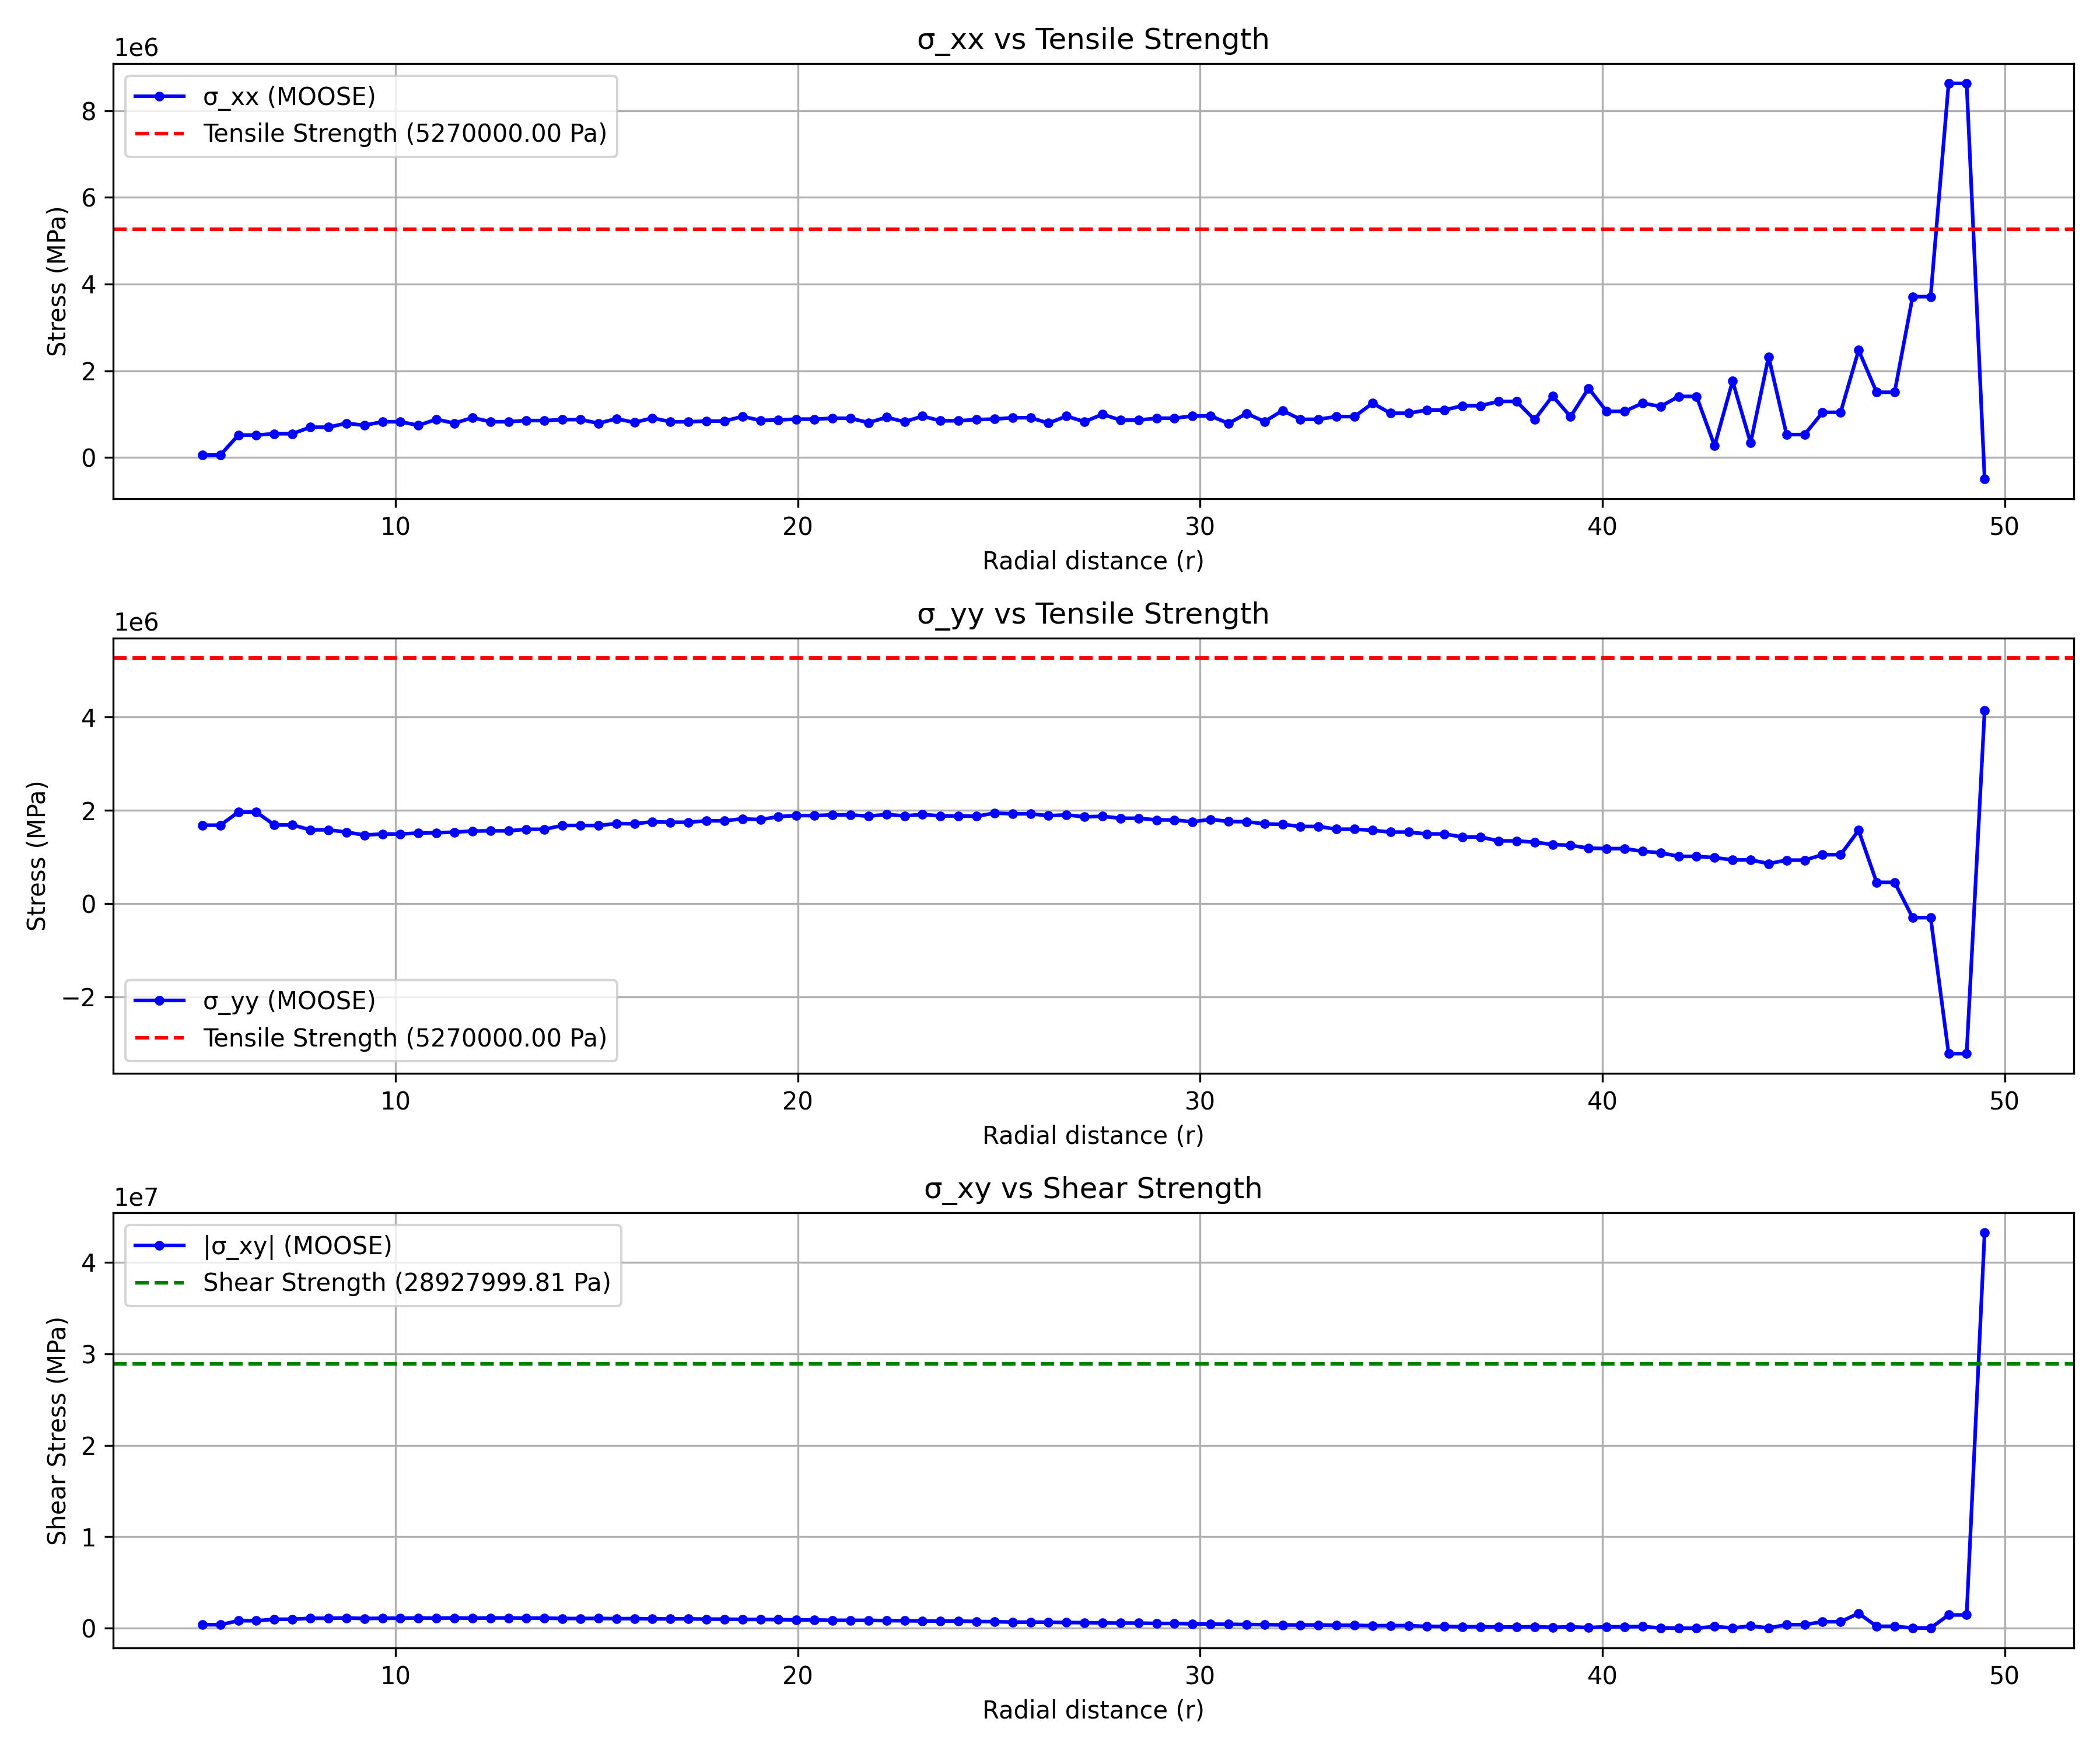 σ_xx vs Tensile Strength
1e6
σ_xx (MOOSE)
Tensile Strength (5270000.00 Pa)
Stress (MPa)
8
6
4
2
0
10 20 30 40 50
Radial distance (r)
σ_yy vs Tensile Strength
1e6
Stress (MPa)
4
2
0
−2
σ_yy (MOOSE)
Tensile Strength (5270000.00 Pa)
10 20 30 40 50
Radial distance (r)
σ_xy vs Shear Strength
1e7
|σ_xy| (MOOSE)
Shear Strength (28927999.81 Pa)
Shear Stress (MPa)
4
3
2
1
0
10 20 30 40 50
Radial distance (r)